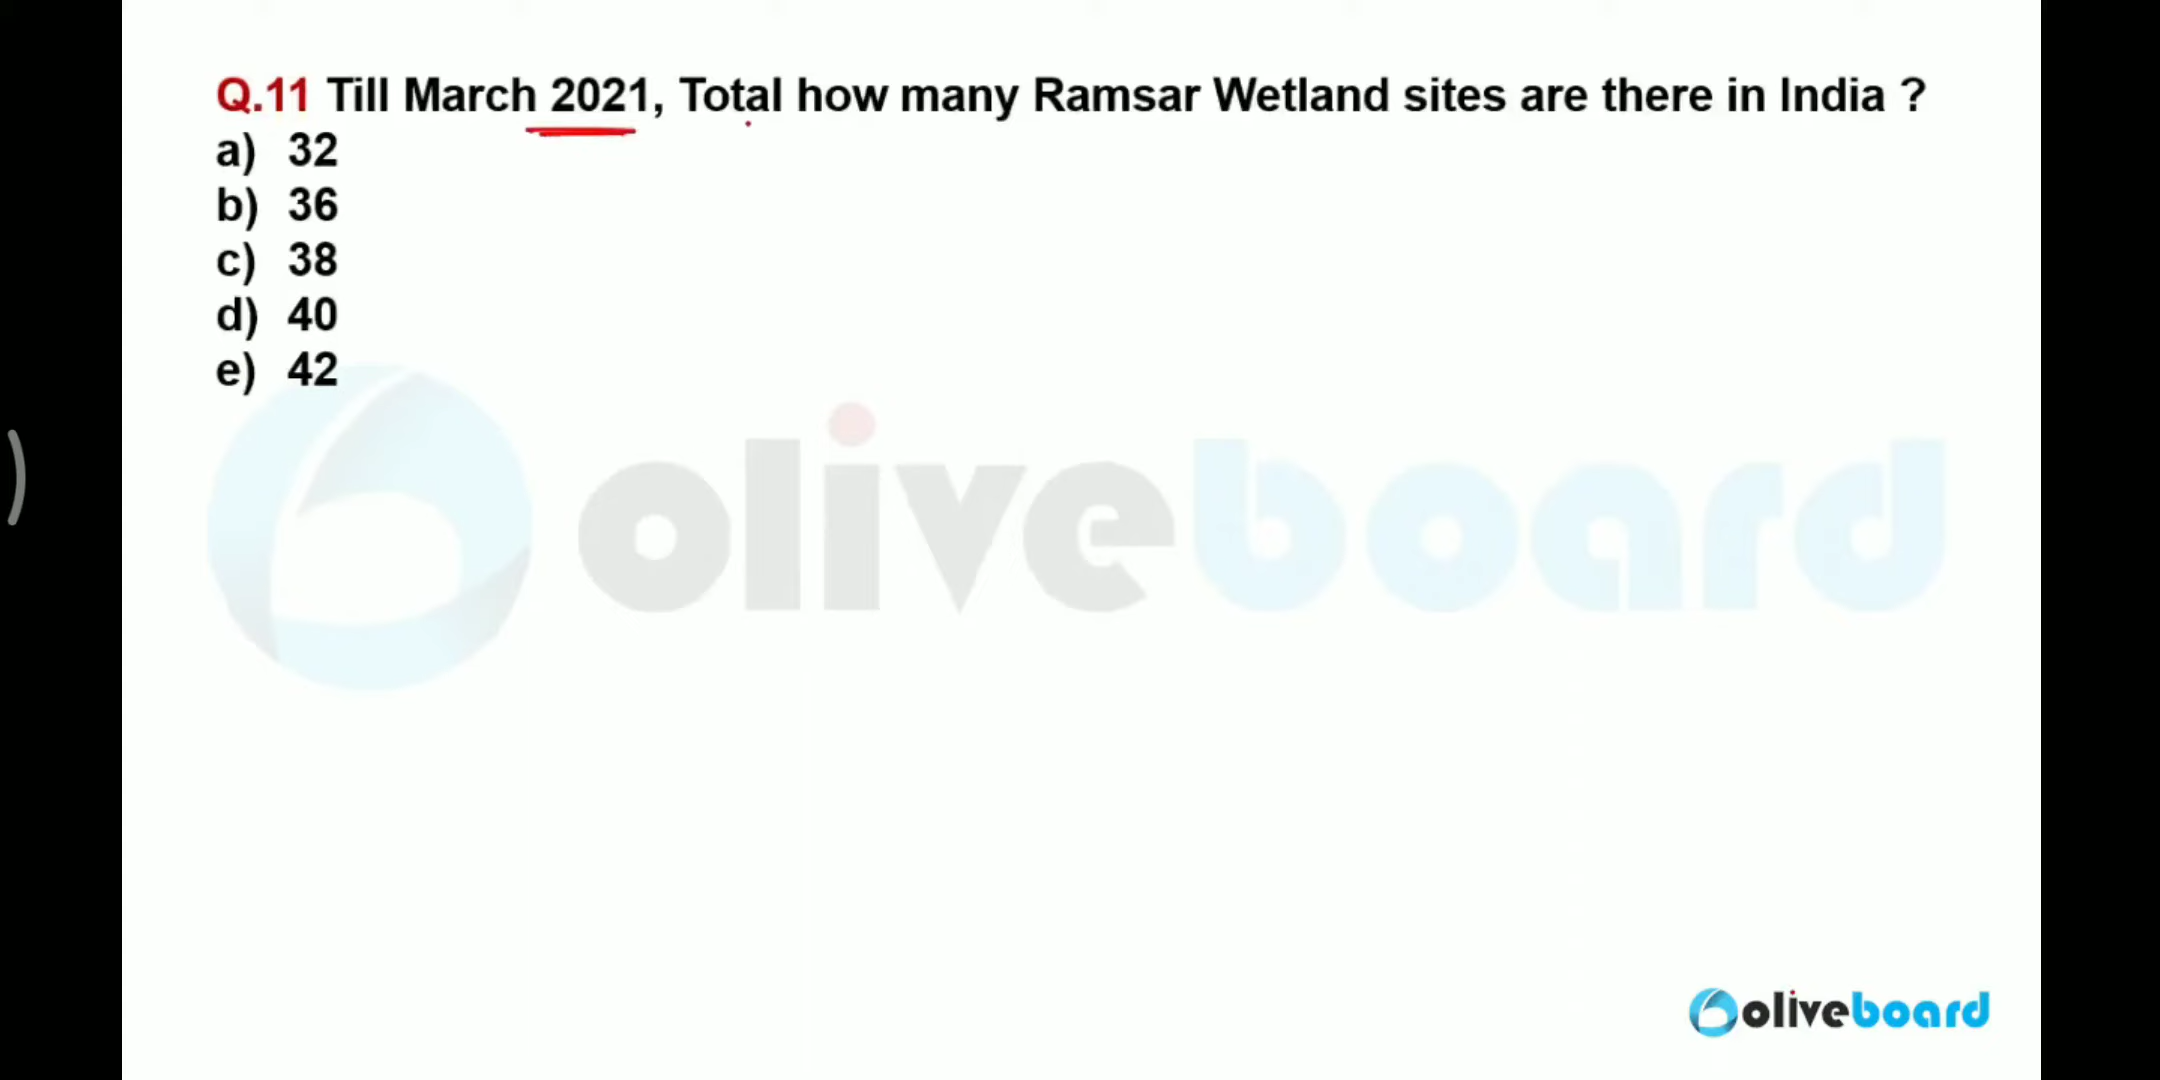 Q.11 Till March 2021, Total how many Ramsar Wetland sites are there in India ?
a) 32
b) 36
c) 38
d) 40
e) 42
oliveboard
oliveboard